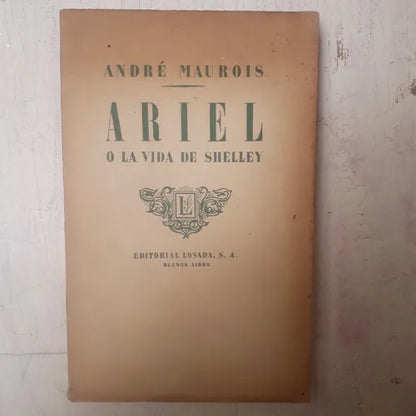 ANDRÉ MAUROIS
ARIEL
O LA VIDA DE SHELLEY
L
EDITORIAL LOSADA, S. A.
BUENOS AIRES